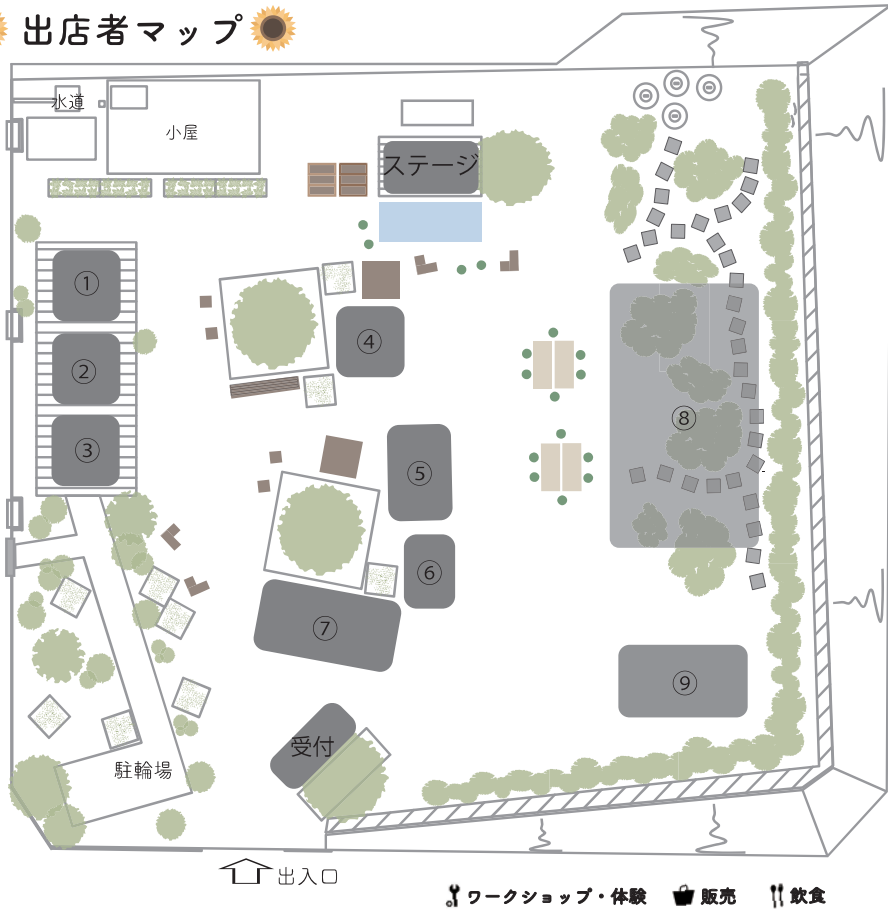 出店者マップ
水道
小屋
ステージ
①
②
③
④
⑤
⑥
⑦
⑧
⑨
受付
駐輪場
出入口
ワークショップ・体験 販売 飲食